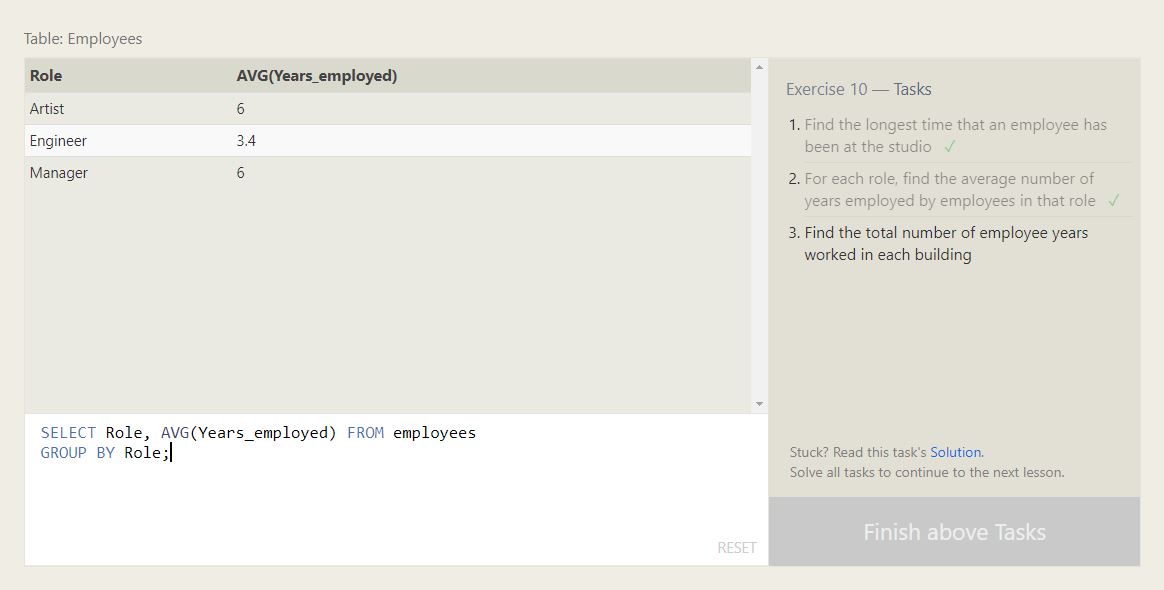 Table: Employees
Role AVG(Years_employed)
Artist 6
Engineer 3.4
Manager 6
SELECT Role, AVG(Years_employed) FROM employees
GROUP BY Role;
RESET
Exercise 10 — Tasks
1. Find the longest time that an employee has
been at the studio ✓
2. For each role, find the average number of
years employed by employees in that role ✓
3. Find the total number of employee years
worked in each building
Stuck? Read this task's Solution.
Solve all tasks to continue to the next lesson.
Finish above Tasks